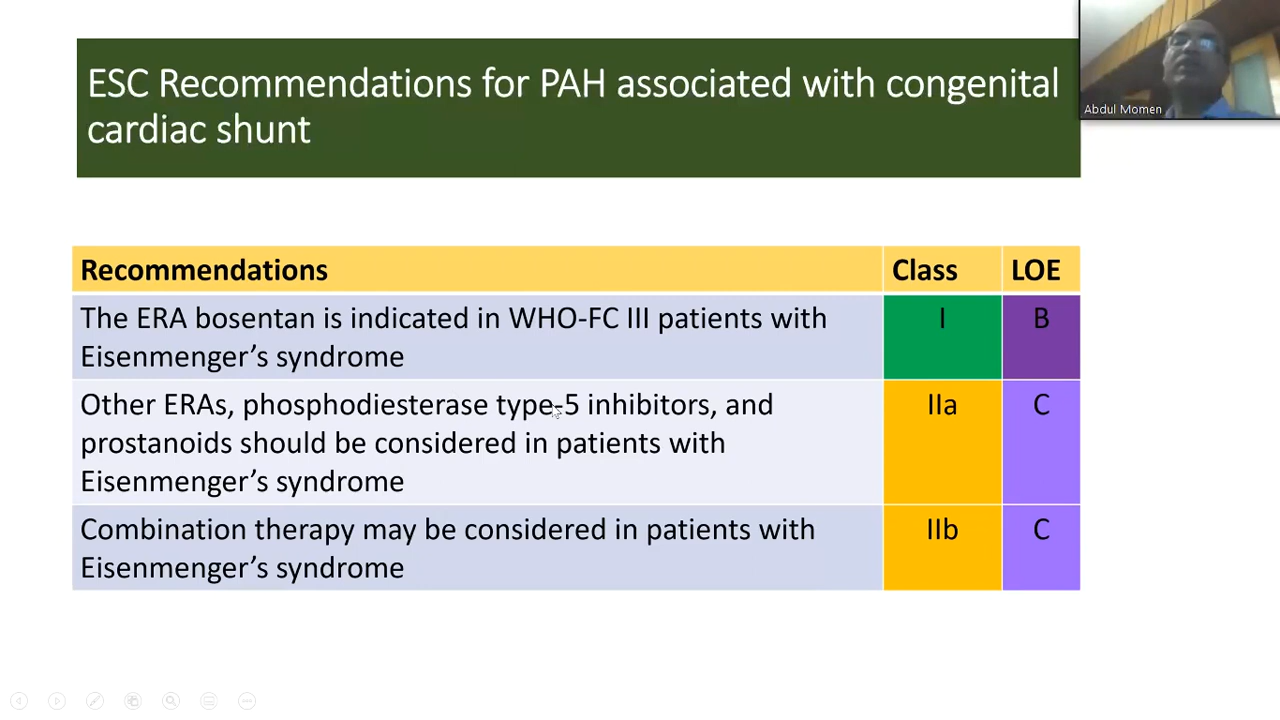 ESC Recommendations for PAH associated with congenital
cardiac shunt
Abdul Momen
Recommendations Class LOE
The ERA bosentan is indicated in WHO-FC III patients with
Eisenmenger’s syndrome
I B
Other ERAs, phosphodiesterase type-5 inhibitors, and
prostanoids should be considered in patients with
Eisenmenger’s syndrome
IIa C
Combination therapy may be considered in patients with
Eisenmenger’s syndrome
IIb C